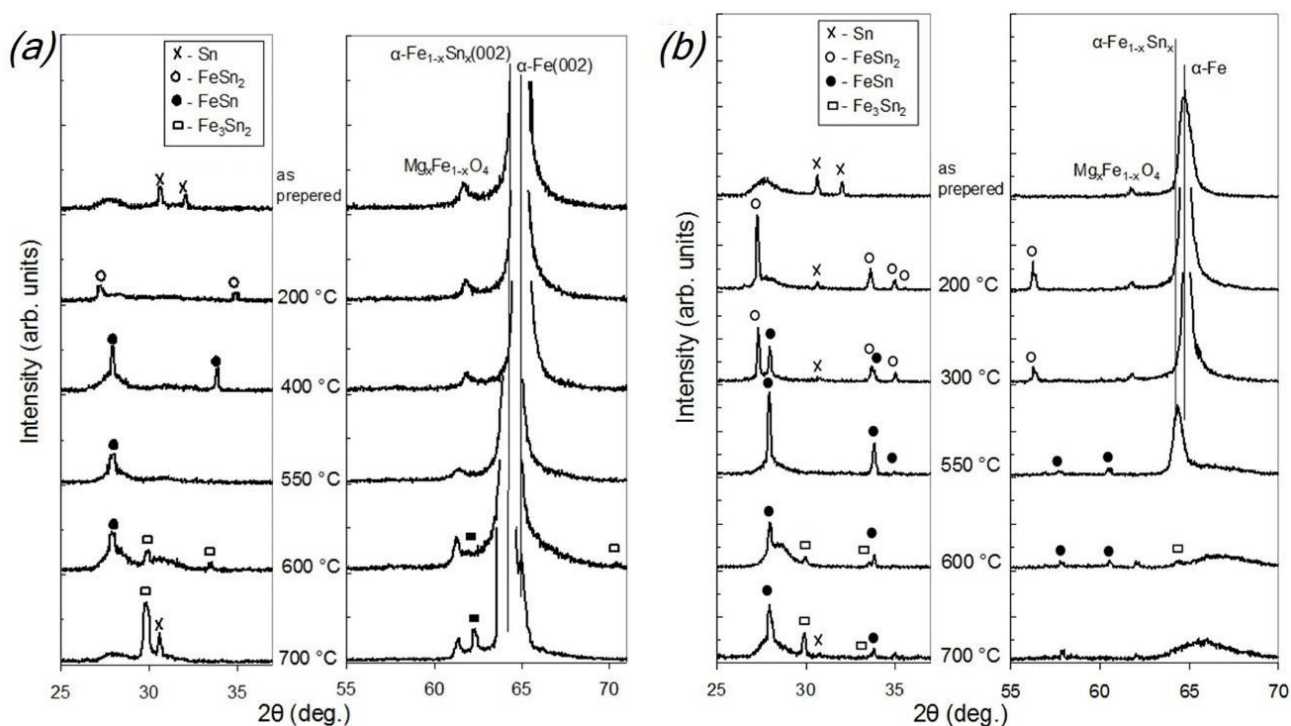 (a)
x - Sn
o - FeSn2
● - FeSn
□ - Fe3Sn2
α-Fe1-xSnx(002)
α-Fe(002)
MgxFe1-xO4
as
prepered
200 °C
400 °C
550 °C
600 °C
700 °C
Intensity (arb. units)
25 30 35
55 60 65 70
2θ (deg.)
(b)
x - Sn
o - FeSn2
● - FeSn
□ - Fe3Sn2
α-Fe1-xSnx
α-Fe
MgxFe1-xO4
as
prepered
200 °C
300 °C
550 °C
600 °C
700 °C
Intensity (arb. units)
25 30 35
55 60 65 70
2θ (deg.)